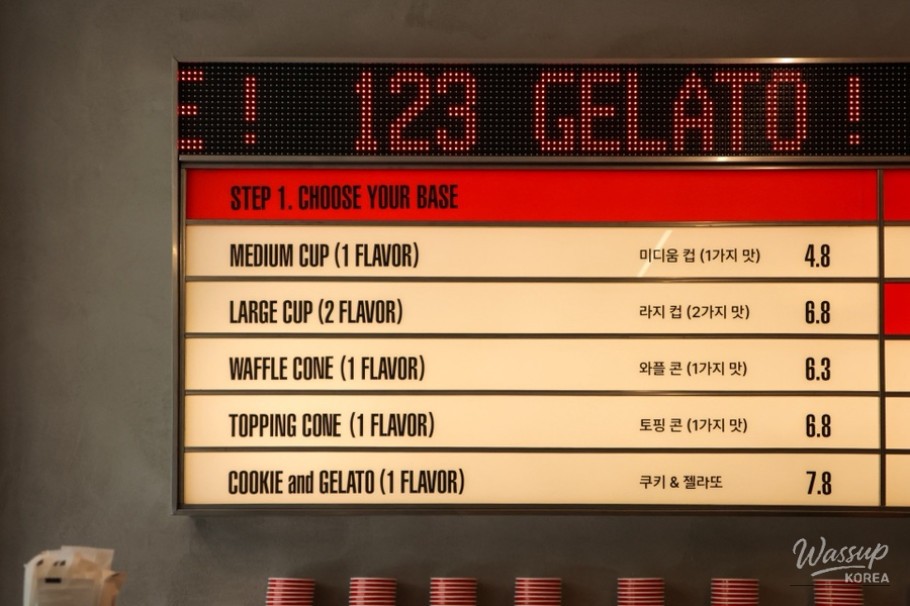 E! 123 GELATO!
STEP 1. CHOOSE YOUR BASE
MEDIUM CUP (1 FLAVOR) 미디움 컵 (1가지 맛) 4.8
LARGE CUP (2 FLAVOR) 라지 컵 (2가지 맛) 6.8
WAFFLE CONE (1 FLAVOR) 와플 콘 (1가지 맛) 6.3
TOPPING CONE (1 FLAVOR) 토핑 콘 (1가지 맛) 6.8
COOKIE and GELATO (1 FLAVOR) 쿠키 & 젤라또 7.8
Wassup
KOREA